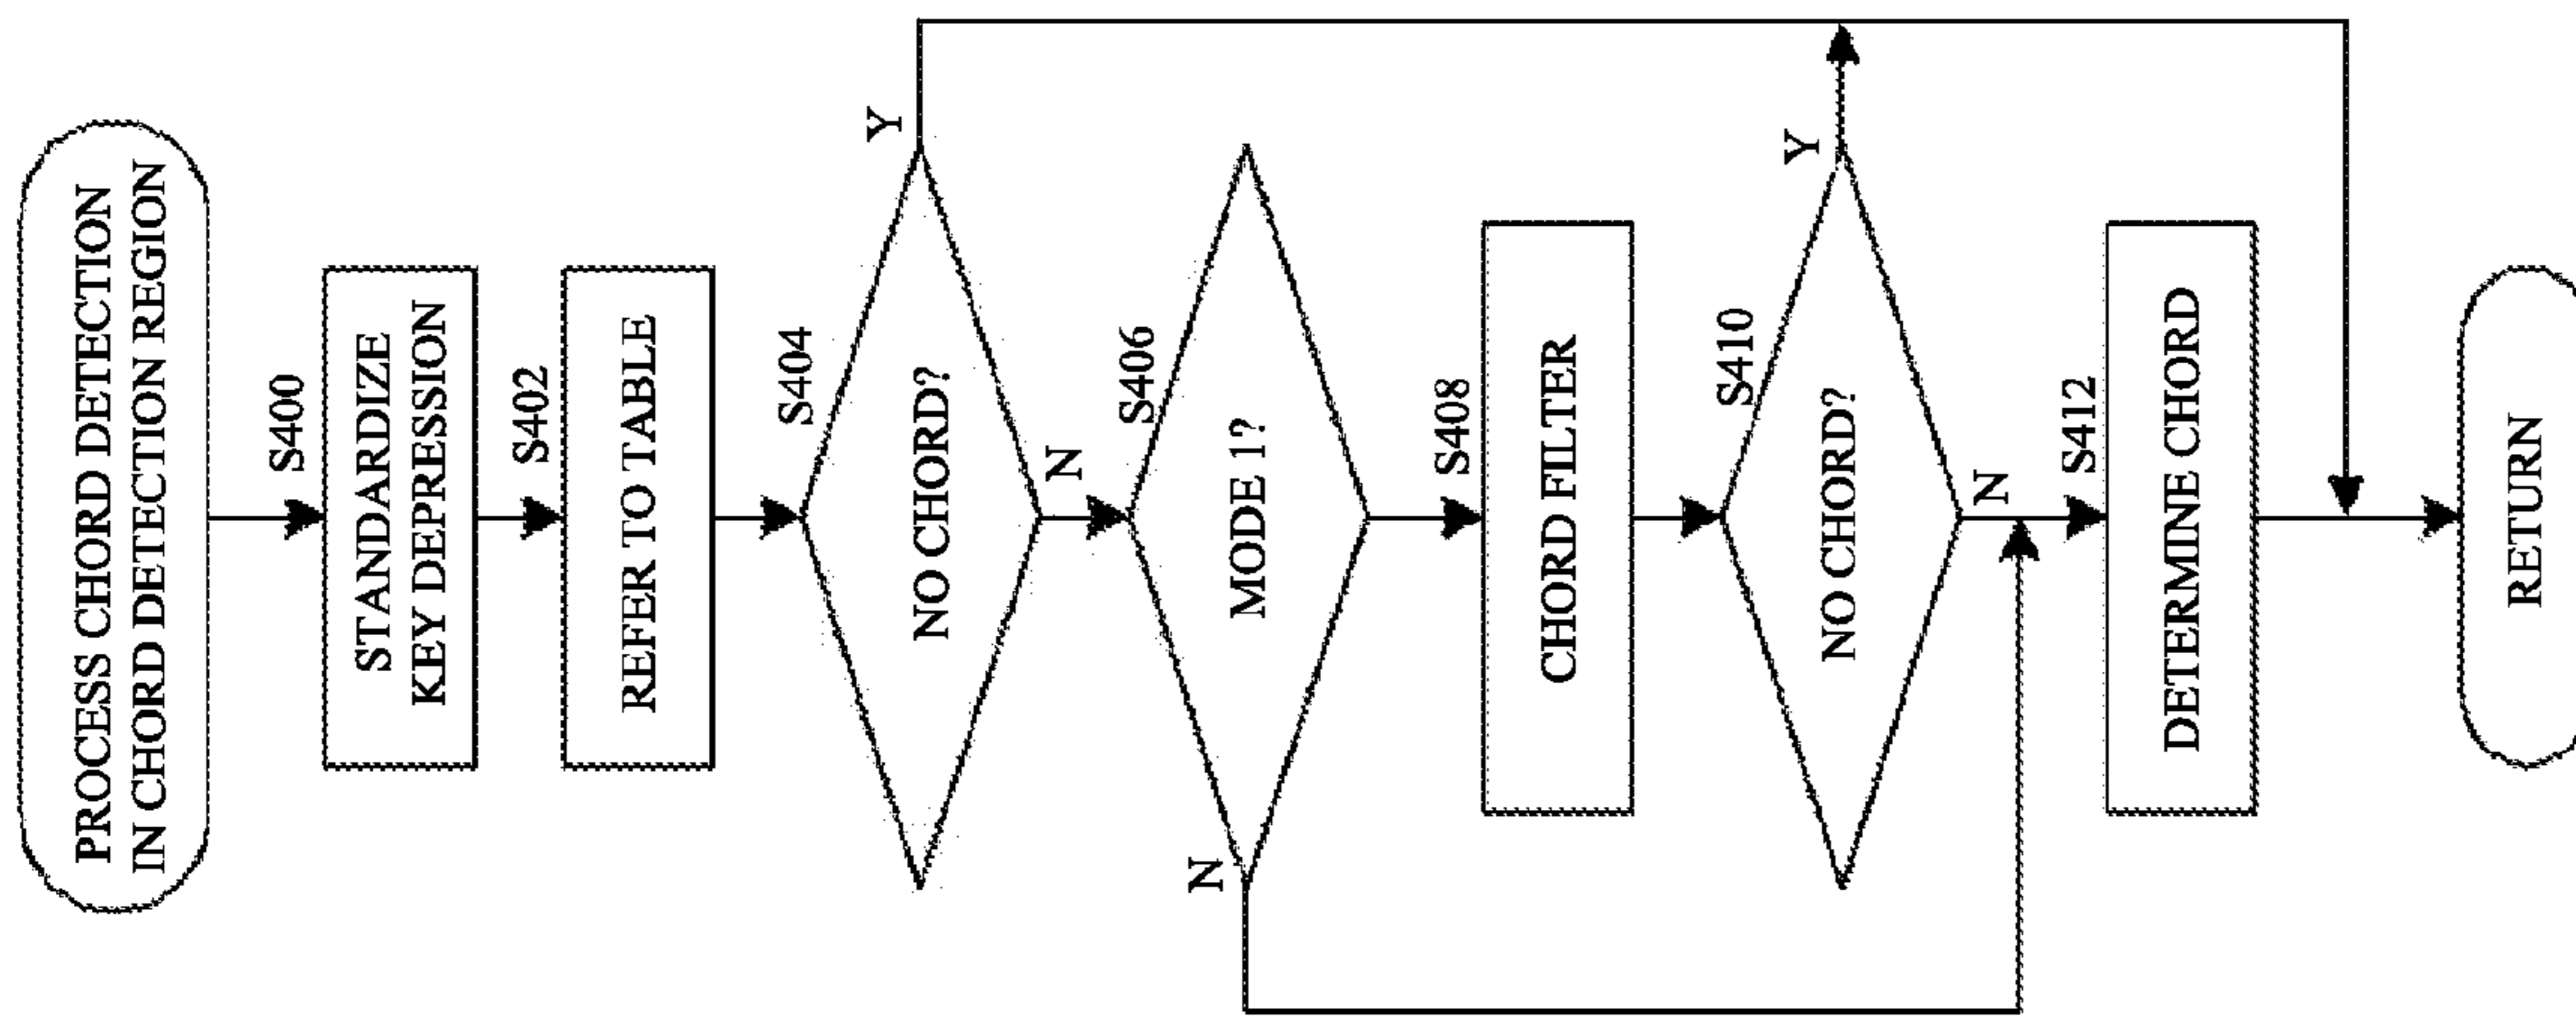 PROCESS CHORD DETECTION
IN CHORD DETECTION REGION
S400
STANDARDIZE
KEY DEPRESSION
S402
REFER TO TABLE
S404
NO CHORD?
Y
N
S406
MODE 1?
N
S408
CHORD FILTER
S410
NO CHORD?
Y
N
S412
DETERMINE CHORD
RETURN